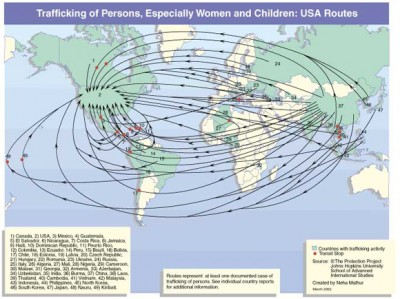 Trafficking of Persons, Especially Women and Children: USA Routes
1) Canada, 2) USA, 3) Mexico, 4) Guatemala,
5) El Salvador, 6) Nicaragua, 7) Costa Rica, 8) Jamaica,
9) Haiti, 10) Dominican Republic, 11) Puerto Rico,
12) Colombia, 13) Ecuador, 14) Peru, 15) Brazil, 16) Bolivia,
17) Chile, 18) Estonia, 19) Latvia, 20) Czech Republic,
21) Hungary, 22) Romania, 23) Ukraine, 24) Russia,
25) Italy, 26) Algeria, 27) Mali, 28) Nigeria, 29) Cameroon,
30) Malawi, 31) Georgia, 32) Armenia, 33) Azerbaijan,
34) Uzbekistan, 35) India, 36) Burma, 37) China, 38) Laos,
39) Thailand, 40) Cambodia, 41) Vietnam, 42) Malaysia,
43) Indonesia, 44) Philippines, 45) North Korea,
46) South Korea, 47) Japan, 48) Nauru, 49) Samoa,
Routes represent at least one documented case of
trafficking of persons. See individual country reports
for additional information.
Countries with trafficking activity
Transit Stop
Source: The Protection Project
Johns Hopkins University
School of Advanced
International Studies
Created by Neha Mathur
March 2002